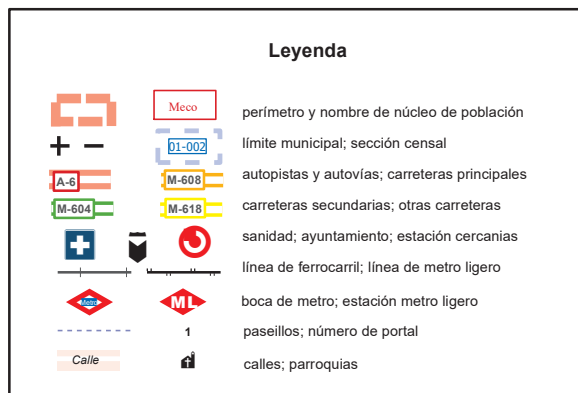 Leyenda
Meco perímetro y nombre de núcleo de población
01-002 límite municipal; sección censal
A-6 M-608 autopistas y autovías; carreteras principales
M-604 M-618 carreteras secundarias; otras carreteras
sanidad; ayuntamiento; estación cercanias
línea de ferrocarril; línea de metro ligero
Metro ML boca de metro; estación metro ligero
1 paseillos; número de portal
Calle calles; parroquias